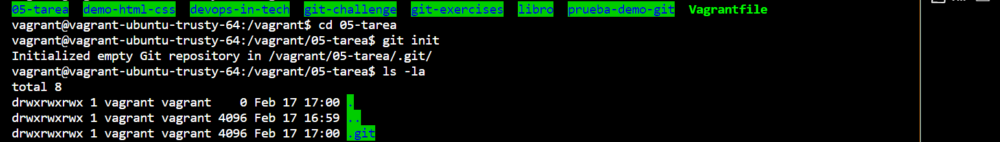 05-tarea demo-html-css devops-in-tech git-challenge git-exercises libro prueba-demo-git Vagrantfile
vagrant@vagrant-ubuntu-trusty-64:/vagrant$ cd 05-tarea
vagrant@vagrant-ubuntu-trusty-64:/vagrant/05-tarea$ git init
Initialized empty Git repository in /vagrant/05-tarea/.git/
vagrant@vagrant-ubuntu-trusty-64:/vagrant/05-tarea$ ls -la
total 8
drwxrwxrwx 1 vagrant vagrant    0 Feb 17 17:00 .
drwxrwxrwx 1 vagrant vagrant 4096 Feb 17 16:59 ..
drwxrwxrwx 1 vagrant vagrant 4096 Feb 17 17:00 .git